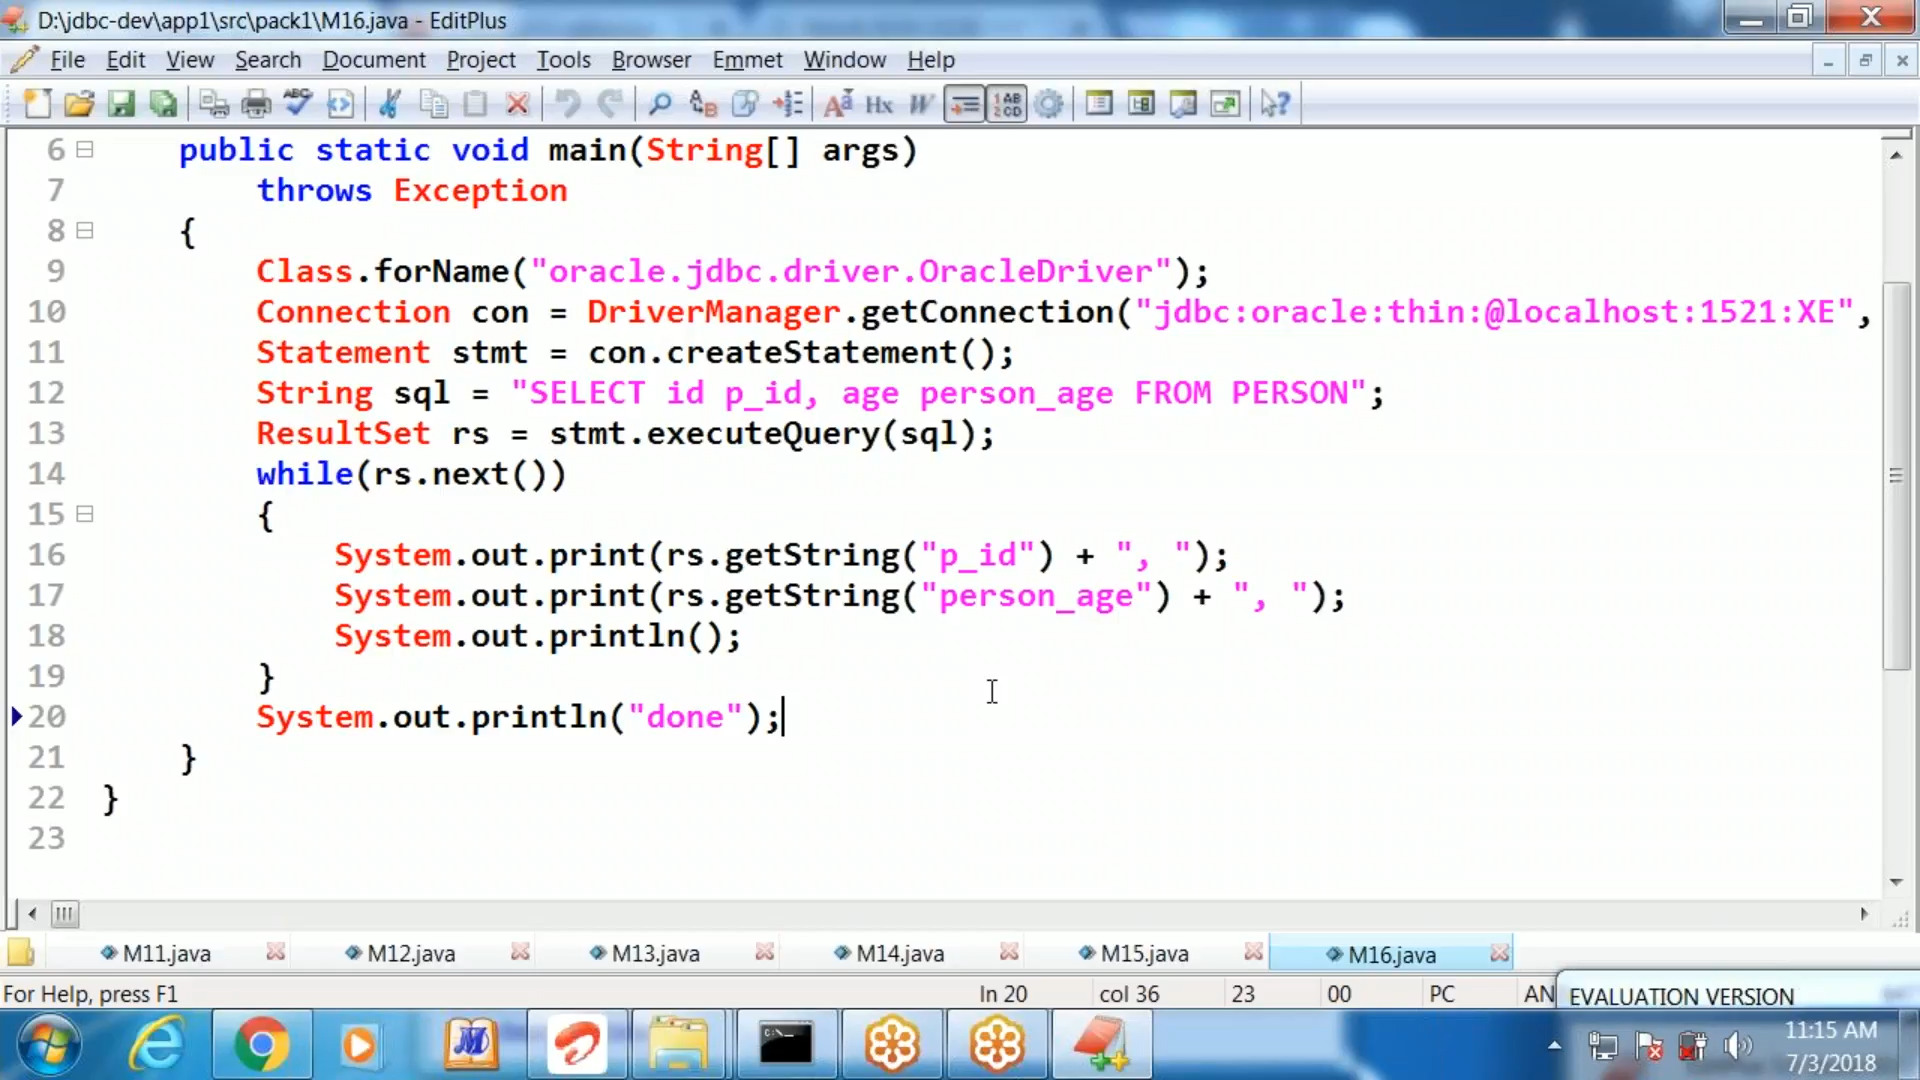 D:\jdbc-dev\app1\src\pack1\M16.java - EditPlus
File Edit View Search Document Project Tools Browser Emmet Window Help
6 public static void main(String[] args)
7 throws Exception
8 {
9 Class.forName("oracle.jdbc.driver.OracleDriver");
10 Connection con = DriverManager.getConnection("jdbc:oracle:thin:@localhost:1521:XE",
11 Statement stmt = con.createStatement();
12 String sql = "SELECT id p_id, age person_age FROM PERSON";
13 ResultSet rs = stmt.executeQuery(sql);
14 while(rs.next())
15 {
16 System.out.print(rs.getString("p_id") + ", ");
17 System.out.print(rs.getString("person_age") + ", ");
18 System.out.println();
19 }
20 System.out.println("done");
21 }
22 }
23
M11.java M12.java M13.java M14.java M15.java M16.java
For Help, press F1 ln 20 col 36 23 00 PC AN EVALUATION VERSION
11:15 AM
7/3/2018